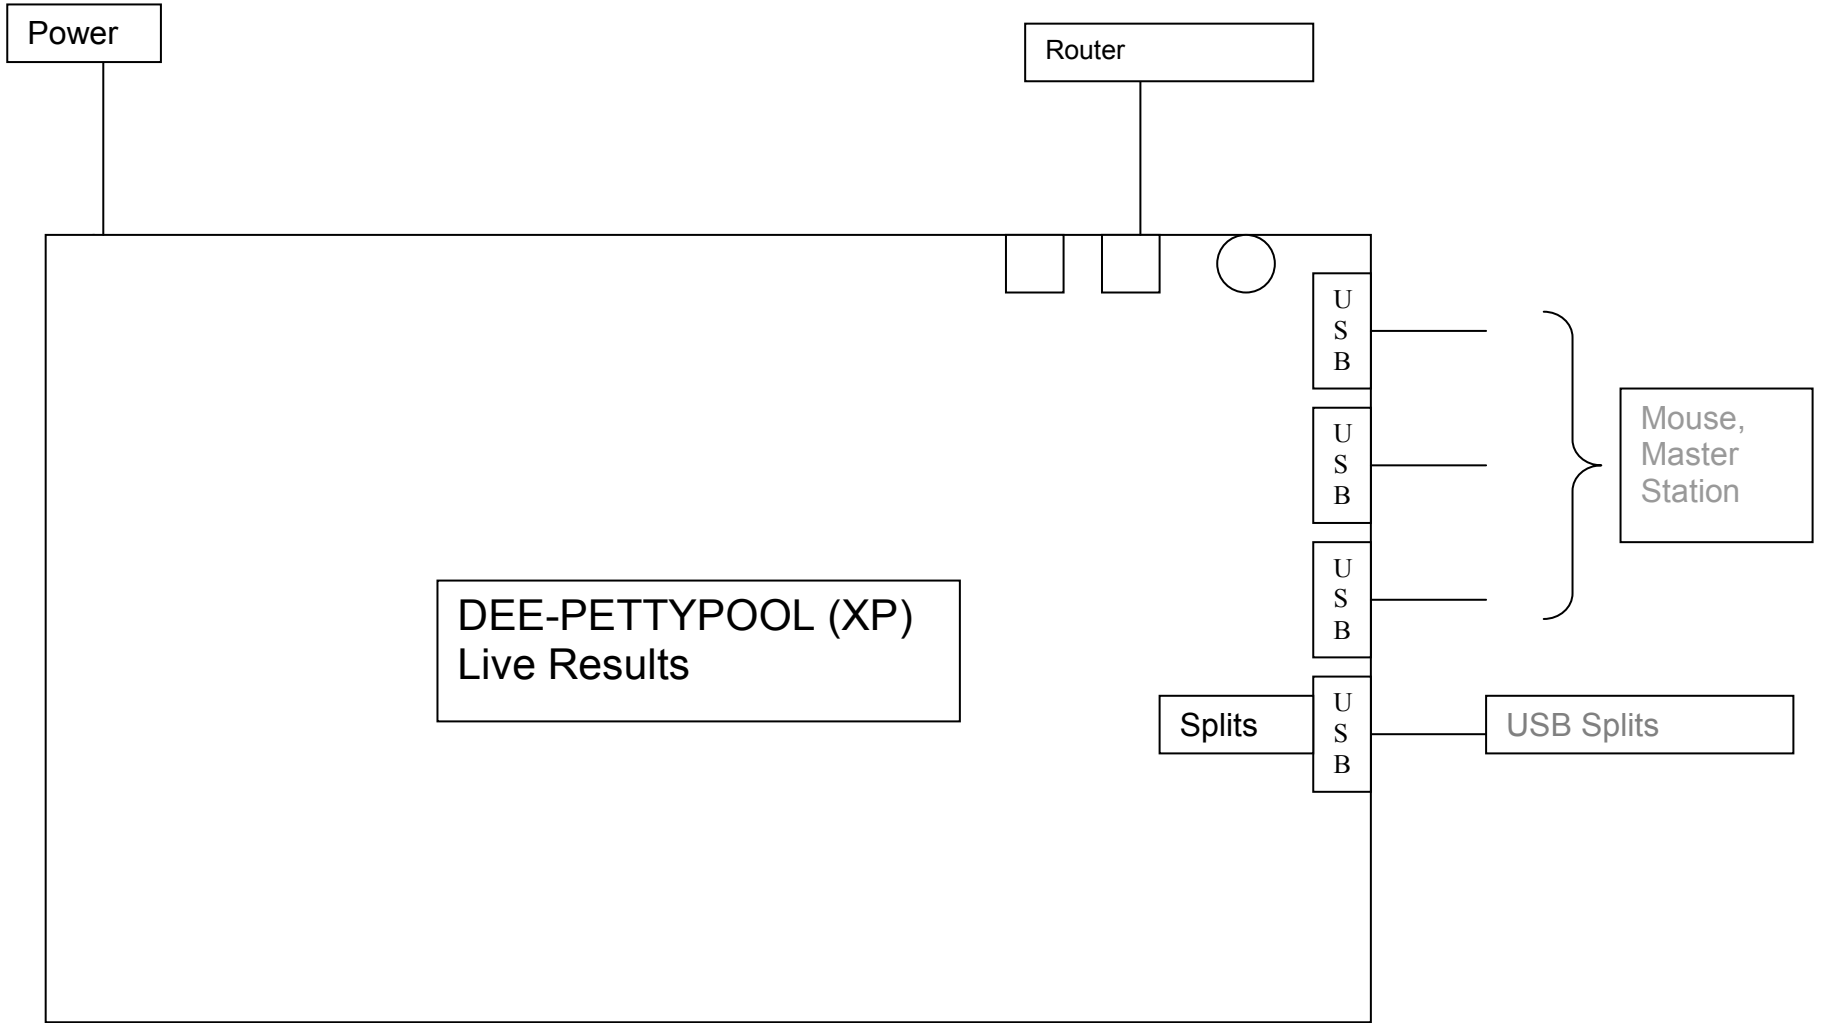 Power
Router
U
S
B
U
S
B
Mouse,
Master
Station
U
S
B
DEE-PETTYPOOL (XP)
Live Results
Splits
U
S
B
USB Splits